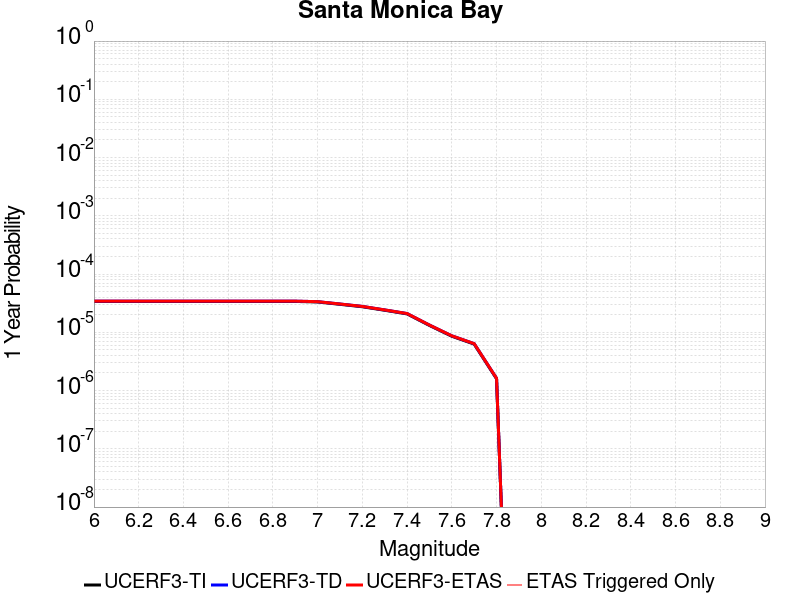 Santa Monica Bay
10^0
10^-1
10^-2
10^-3
10^-4
10^-5
10^-6
10^-7
10^-8
1 Year Probability
6 6.2 6.4 6.6 6.8 7 7.2 7.4 7.6 7.8 8 8.2 8.4 8.6 8.8 9
Magnitude
UCERF3-TI UCERF3-TD UCERF3-ETAS ETAS Triggered Only